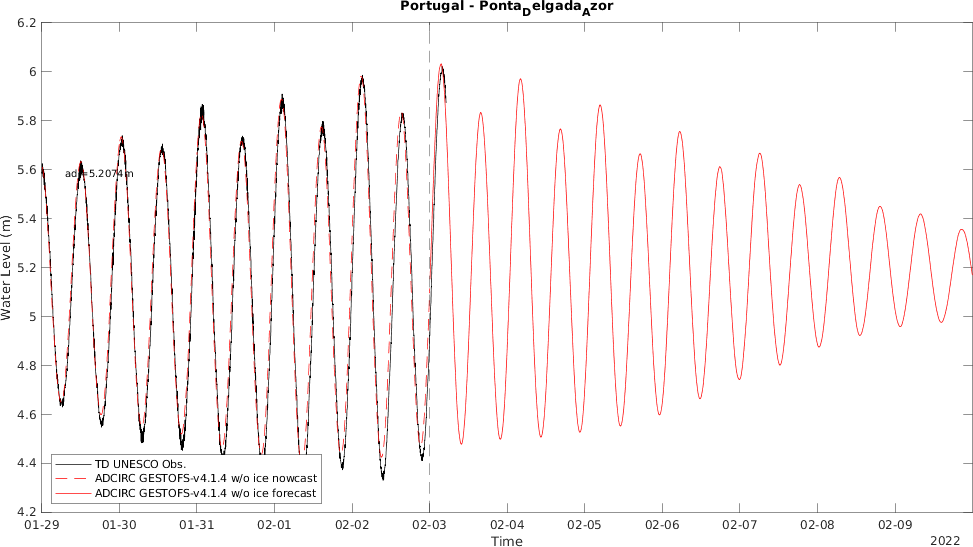 Portugal - PontaDelgadaAzor
6.2
6
5.8
5.6
5.4
5.2
5
4.8
4.6
4.4
4.2
Water Level (m)
TD UNESCO Obs.
ADCIRC GESTOFS-v4.1.4 w/o ice nowcast
ADCIRC GESTOFS-v4.1.4 w/o ice forecast
01-29 01-30 01-31 02-01 02-02 02-03 02-04 02-05 02-06 02-07 02-08 02-09
Time
2022